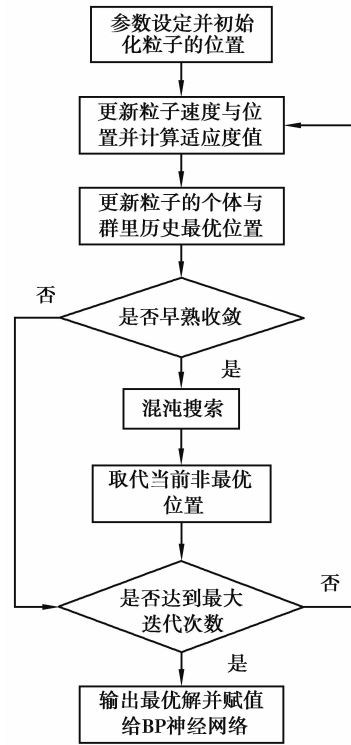 参数设定并初始
化粒子的位置
更新粒子速度与位
置并计算适应度值
更新粒子的个体与
群里历史最优位置
否
是否早熟收敛
是
混沌搜索
取代当前非最优
位置
否
是否达到最大
迭代次数
是
输出最优解并赋值
给BP神经网络